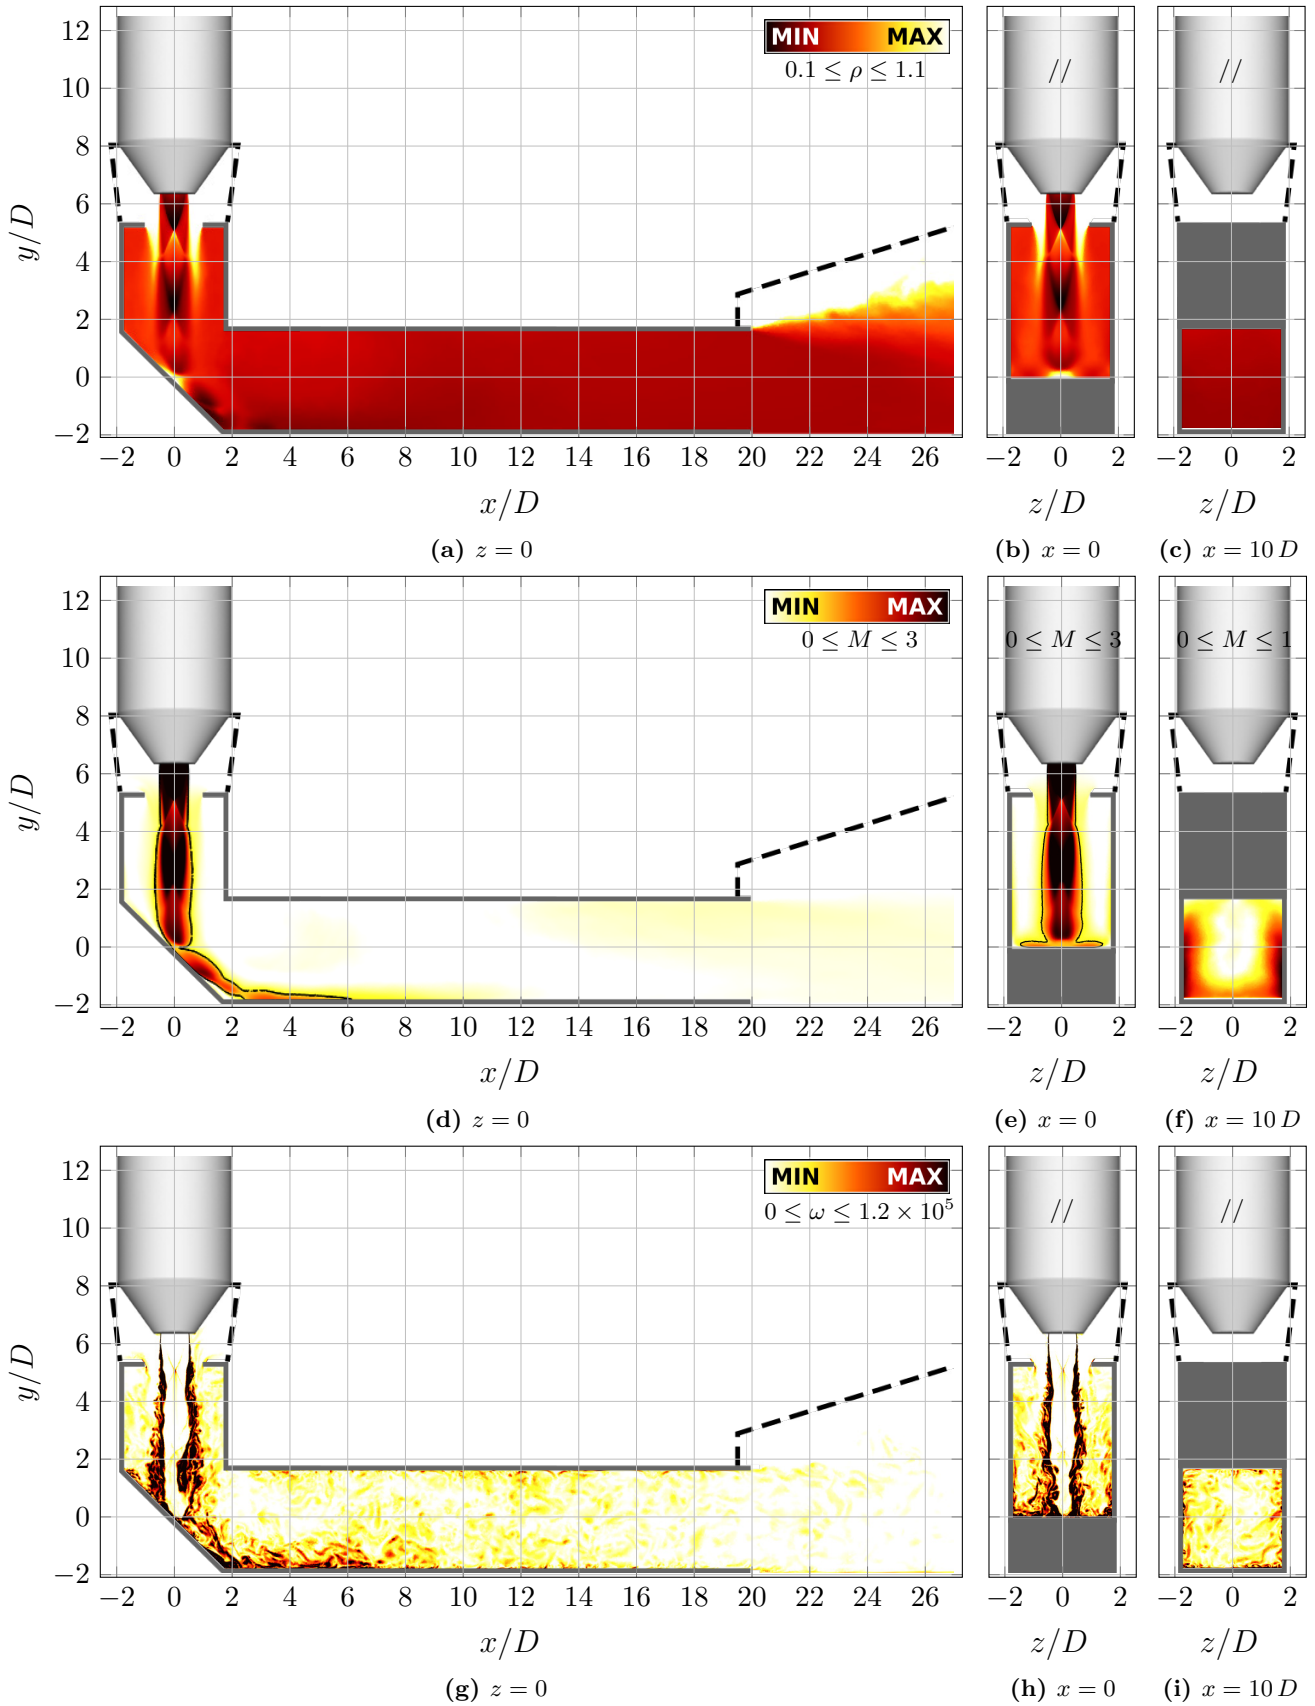 12
10
8
6
4
2
0
−2
y/D
MIN MAX
0.1 ≤ ρ ≤ 1.1
// //
−2 0 2 4 6 8 10 12 14 16 18 20 22 24 26 −2 0 2 −2 0 2
x/D z/D z/D
(a) z = 0 (b) x = 0 (c) x = 10 D
12
10
8
6
4
2
0
−2
y/D
MIN MAX
0 ≤ M ≤ 3 0 ≤ M ≤ 3 0 ≤ M ≤ 1
−2 0 2 4 6 8 10 12 14 16 18 20 22 24 26 −2 0 2 −2 0 2
x/D z/D z/D
(d) z = 0 (e) x = 0 (f) x = 10 D
12
10
8
6
4
2
0
−2
y/D
MIN MAX
0 ≤ ω ≤ 1.2 × 10⁵ // //
−2 0 2 4 6 8 10 12 14 16 18 20 22 24 26 −2 0 2 −2 0 2
x/D z/D z/D
(g) z = 0 (h) x = 0 (i) x = 10 D